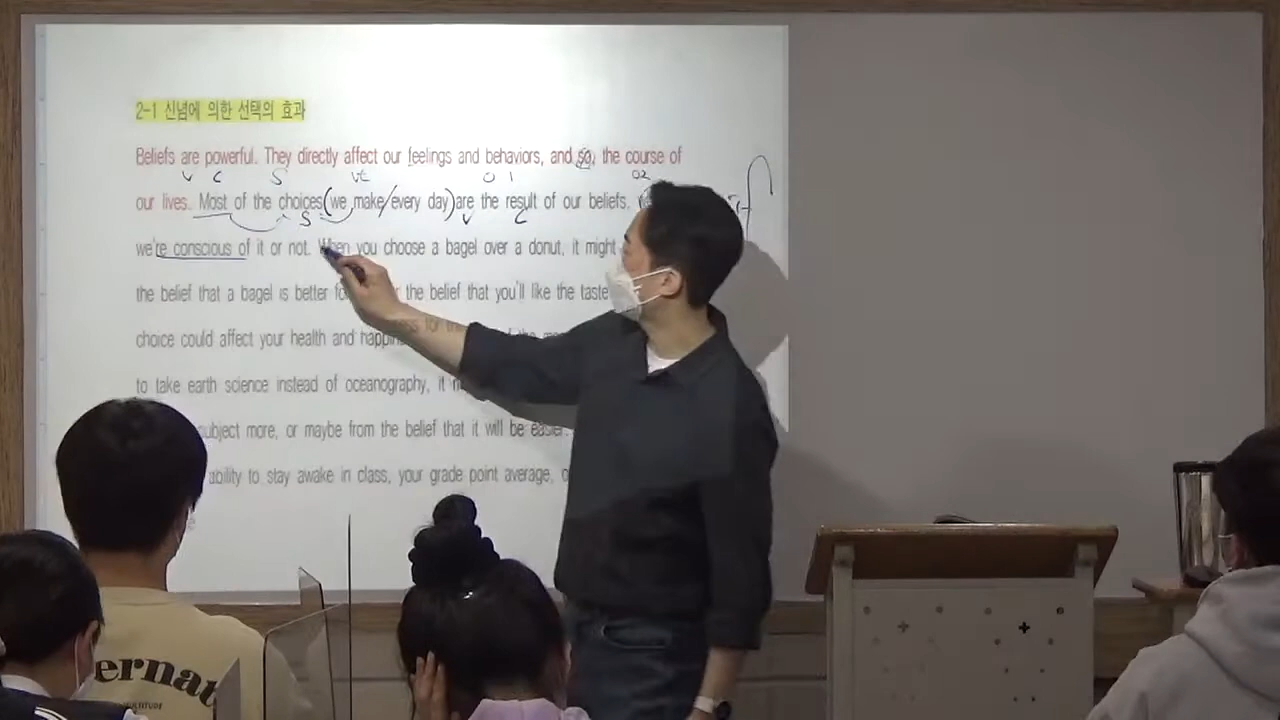 2-1 신념에 의한 선택의 효과
Beliefs are powerful. They directly affect our feelings and behaviors, and so, the course of
V C S vt O 1 O2
our lives. Most of the choices(we make/every day)are the result of our beliefs. if
S V C
we're conscious of it or not. When you choose a bagel over a donut, it might
the belief that a bagel is better the belief that you'll like the taste
choice could affect your health and
to take earth science instead of oceanography, it
subject more, or maybe from the belief that it will be easier.
ability to stay awake in class, your grade point average,
ernat